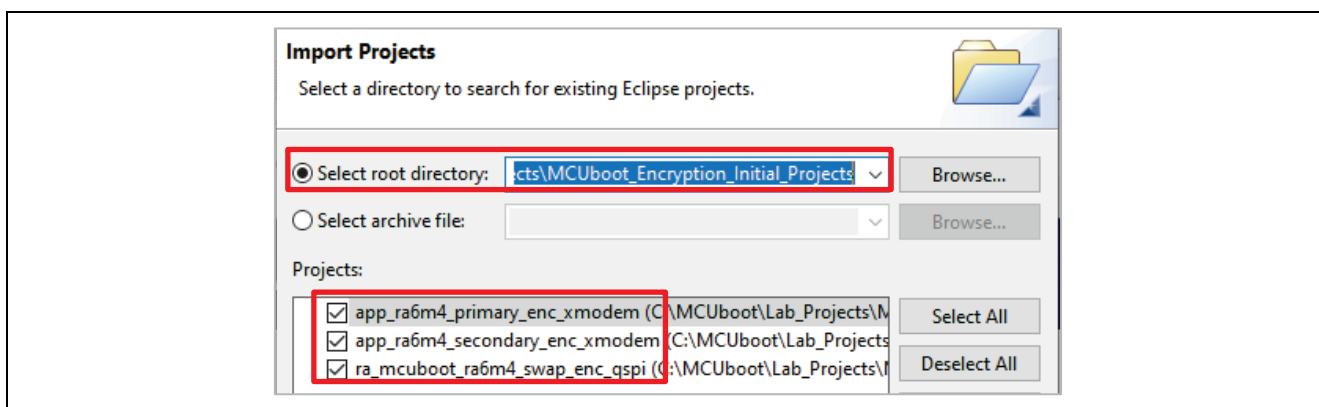 Import Projects
Select a directory to search for existing Eclipse projects.
Select root directory: cts\MCUboot_Encryption_Initial_Projects Browse...
Select archive file: Browse...
Projects:
app_ra6m4_primary_enc_xmodem (C:\MCUboot\Lab_Projects\M Select All
app_ra6m4_secondary_enc_xmodem (C:\MCUboot\Lab_Projects
ra_mcuboot_ra6m4_swap_enc_qspi (C:\MCUboot\Lab_Projects\M Deselect All